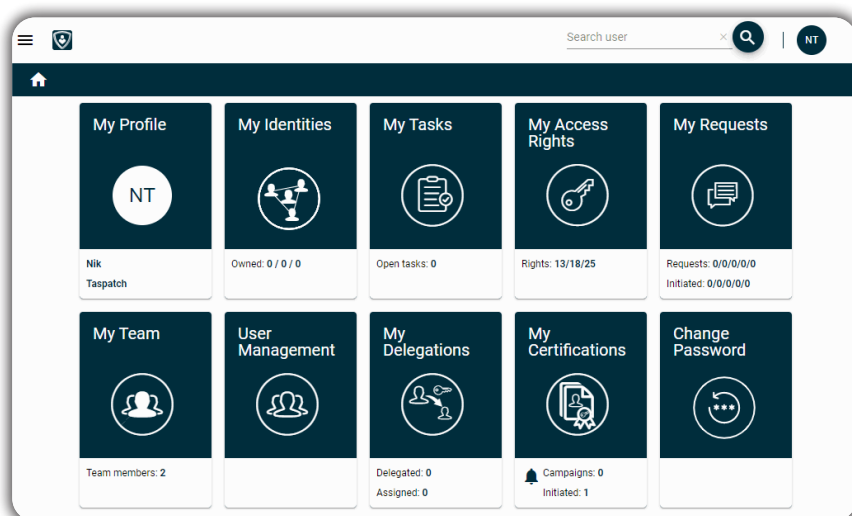 Search user
NT
My Profile
My Identities
My Tasks
My Access
Rights
My Requests
NT
Nik
Taspatch
Owned: 0 / 0 / 0
Open tasks: 0
Rights: 13/18/25
Requests: 0/0/0/0/0
Initiated: 0/0/0/0/0
My Team
User
Management
My
Delegations
My
Certifications
Change
Password
***
Team members: 2
Delegated: 0
Assigned: 0
Campaigns: 0
Initiated: 1